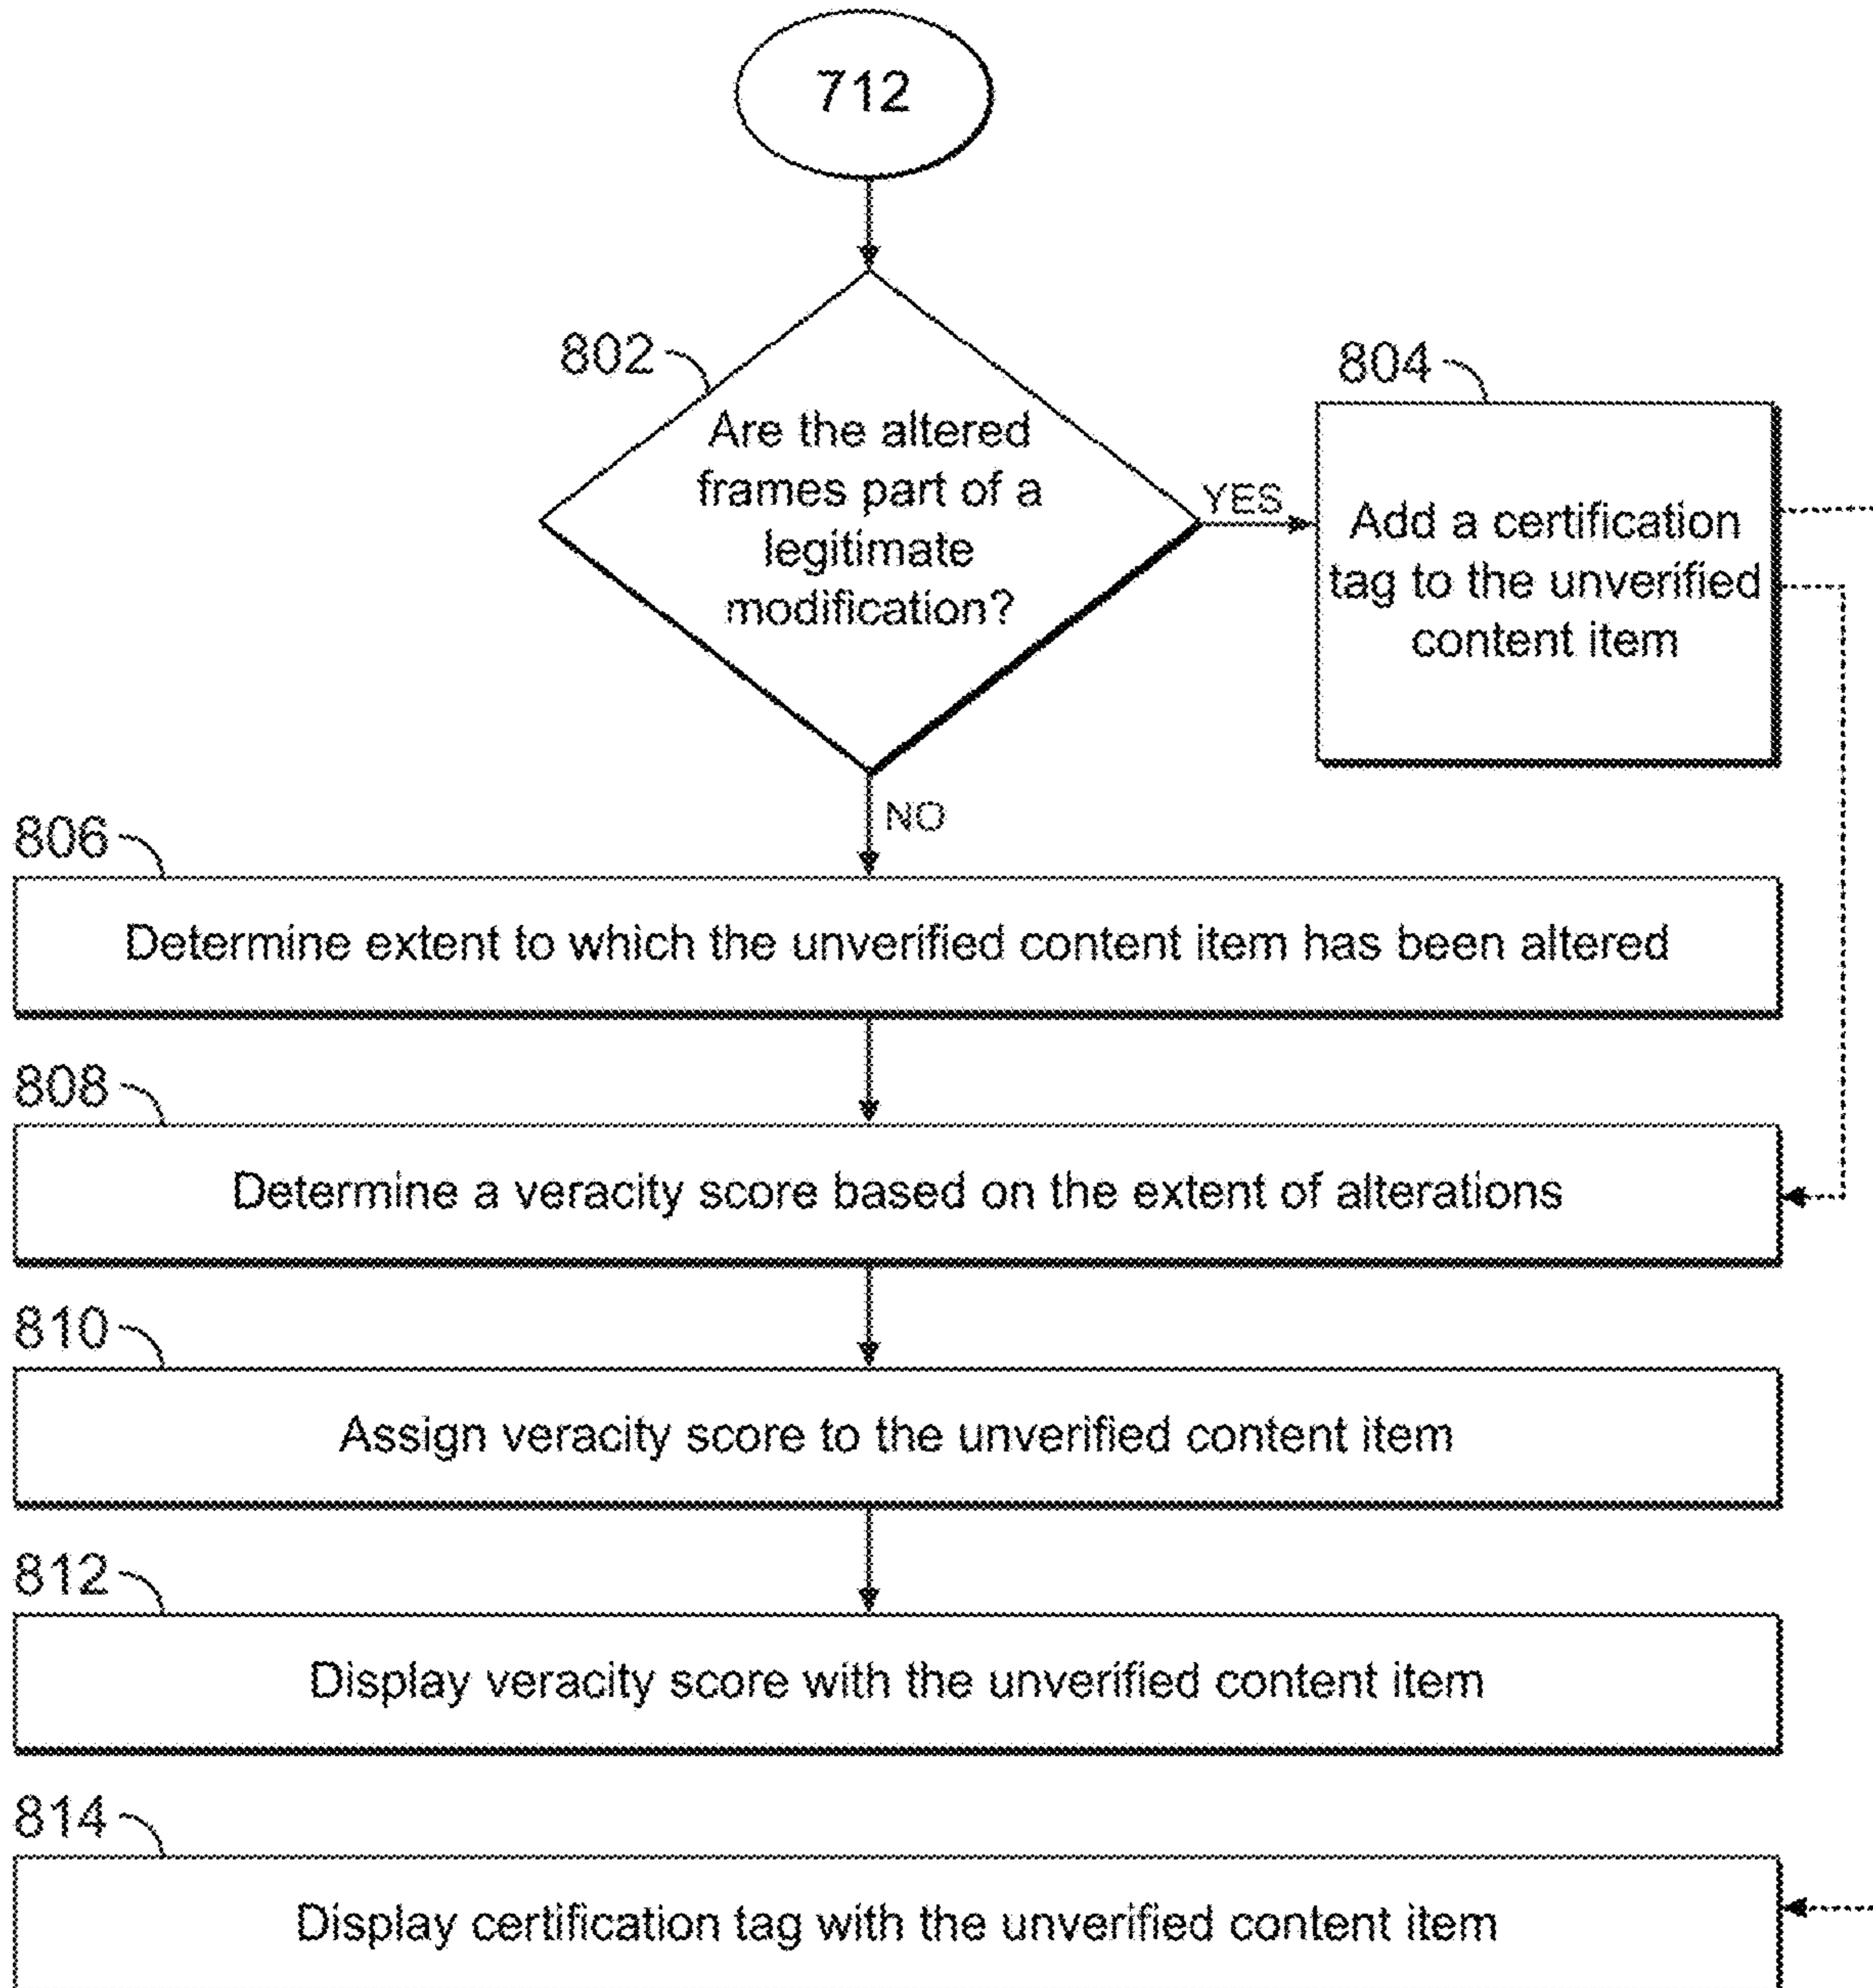 712
802
Are the altered
frames part of a
legitimate
modification?
YES
804
Add a certification
tag to the unverified
content item
NO
806
Determine extent to which the unverified content item has been altered
808
Determine a veracity score based on the extent of alterations
810
Assign veracity score to the unverified content item
812
Display veracity score with the unverified content item
814
Display certification tag with the unverified content item